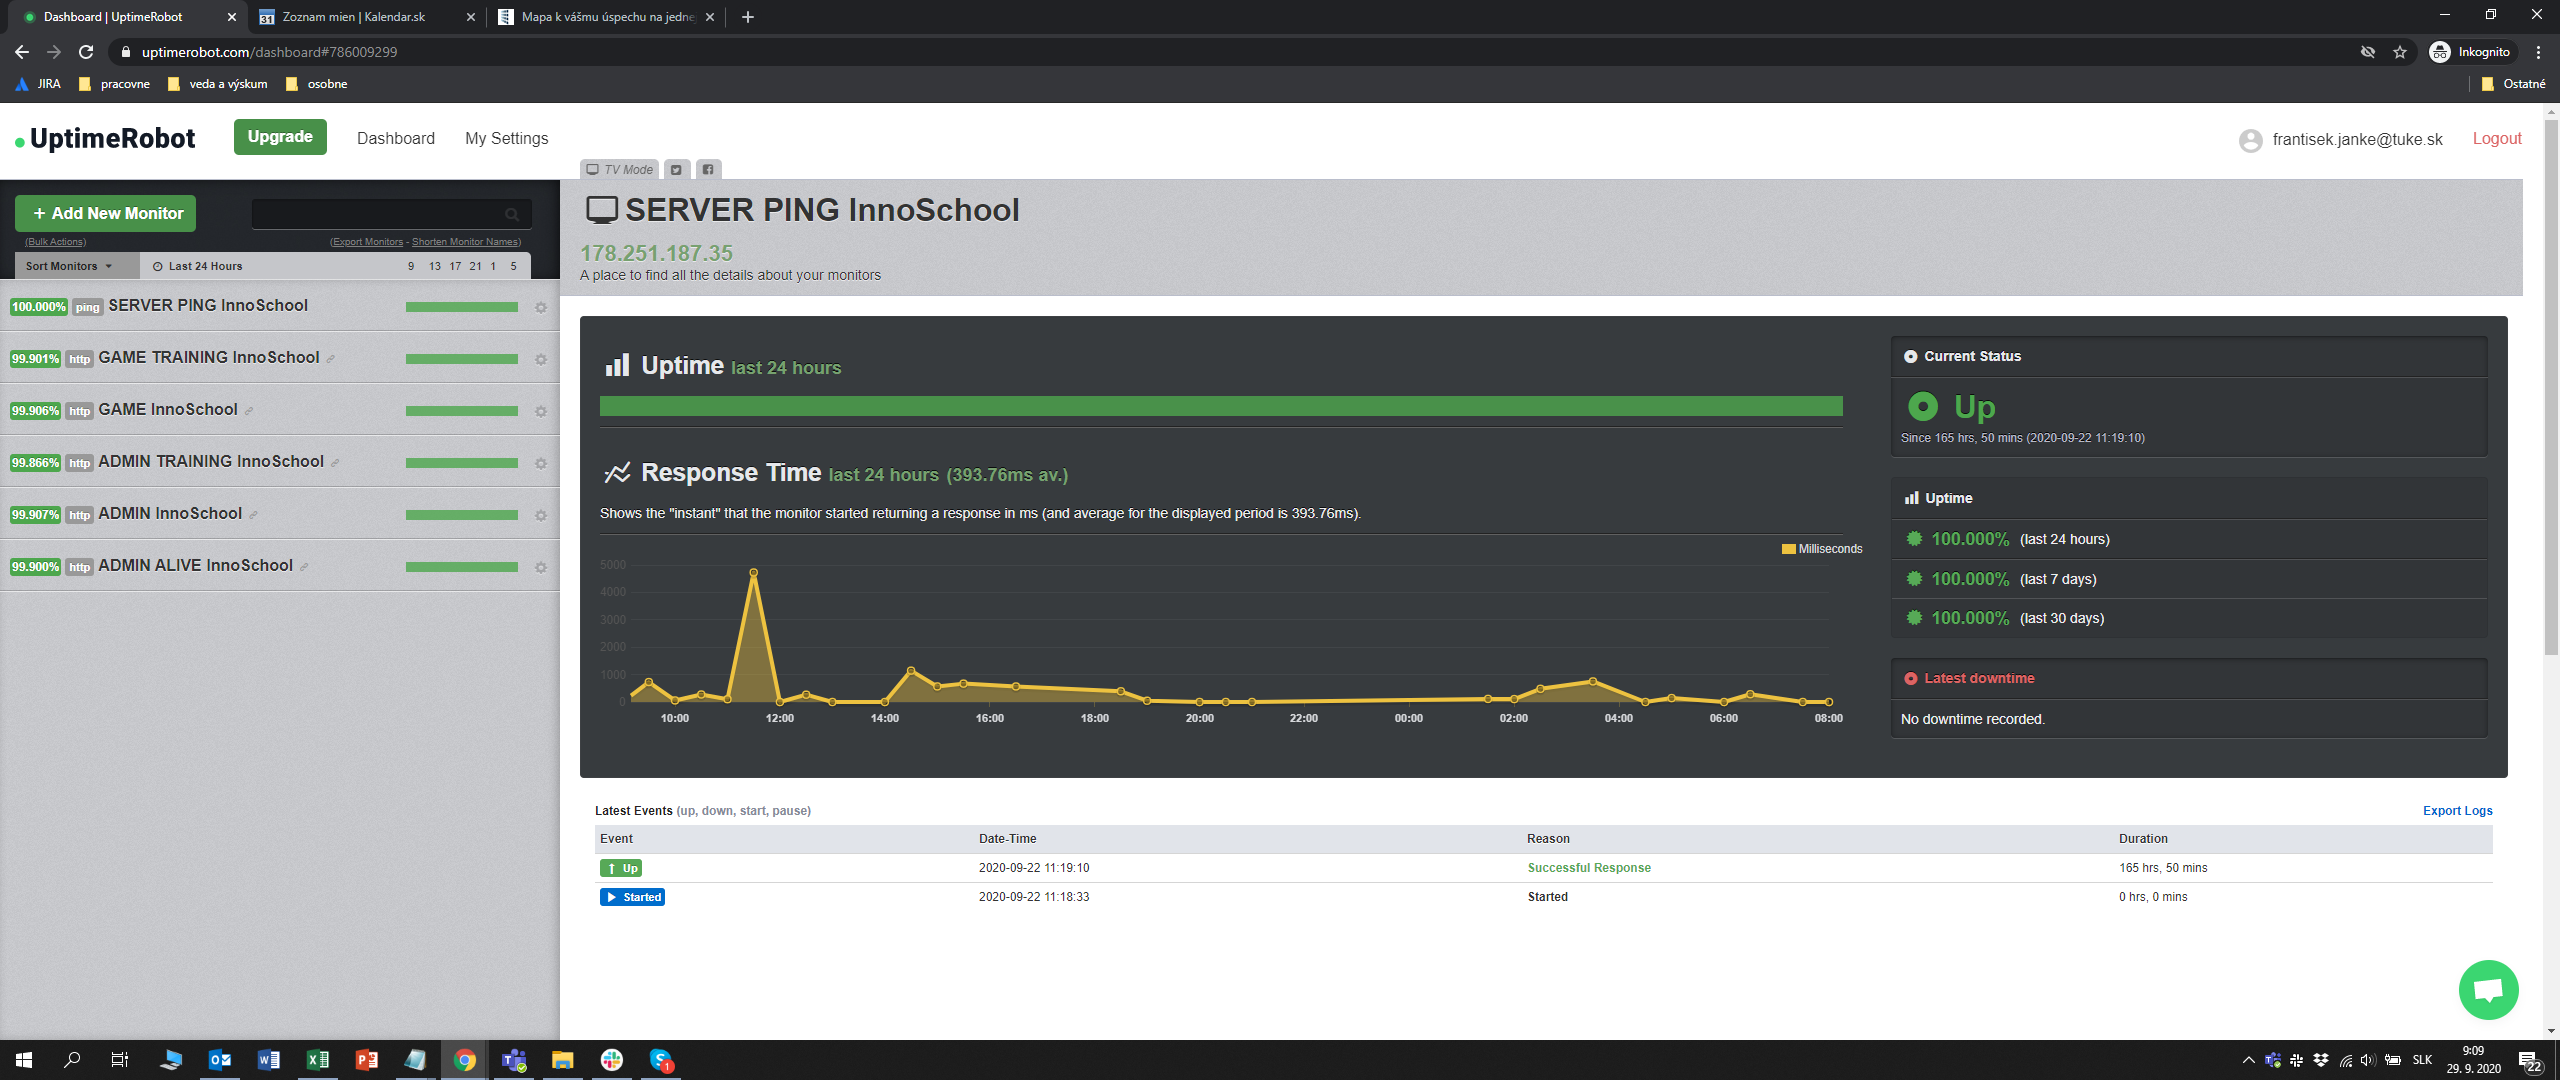 Dashboard | UptimeRobot
Zoznam mien | Kalendar.sk
Mapa k vášmu úspechu na jednej
uptimerobot.com/dashboard#786009299
Inkognito
JIRA
pracovne
veda a výskum
osobne
Ostatné
UptimeRobot
Upgrade
Dashboard
My Settings
frantisek.janke@tuke.sk
Logout
TV Mode
+ Add New Monitor
(Bulk Actions)
(Export Monitors - Shorten Monitor Names)
Sort Monitors
Last 24 Hours
9 13 17 21 1 5
100.000% ping SERVER PING InnoSchool
99.901% http GAME TRAINING InnoSchool
99.906% http GAME InnoSchool
99.866% http ADMIN TRAINING InnoSchool
99.907% http ADMIN InnoSchool
99.900% http ADMIN ALIVE InnoSchool
SERVER PING InnoSchool
178.251.187.35
A place to find all the details about your monitors
Uptime last 24 hours
Response Time last 24 hours (393.76ms av.)
Shows the "instant" that the monitor started returning a response in ms (and average for the displayed period is 393.76ms).
Milliseconds
5000
4000
3000
2000
1000
0
10:00 12:00 14:00 16:00 18:00 20:00 22:00 00:00 02:00 04:00 06:00 08:00
Current Status
Up
Since 165 hrs, 50 mins (2020-09-22 11:19:10)
Uptime
100.000% (last 24 hours)
100.000% (last 7 days)
100.000% (last 30 days)
Latest downtime
No downtime recorded.
Latest Events (up, down, start, pause)
Export Logs
Event Date-Time Reason Duration
Up 2020-09-22 11:19:10 Successful Response 165 hrs, 50 mins
Started 2020-09-22 11:18:33 Started 0 hrs, 0 mins
SLK
9:09
29. 9. 2020
22
1